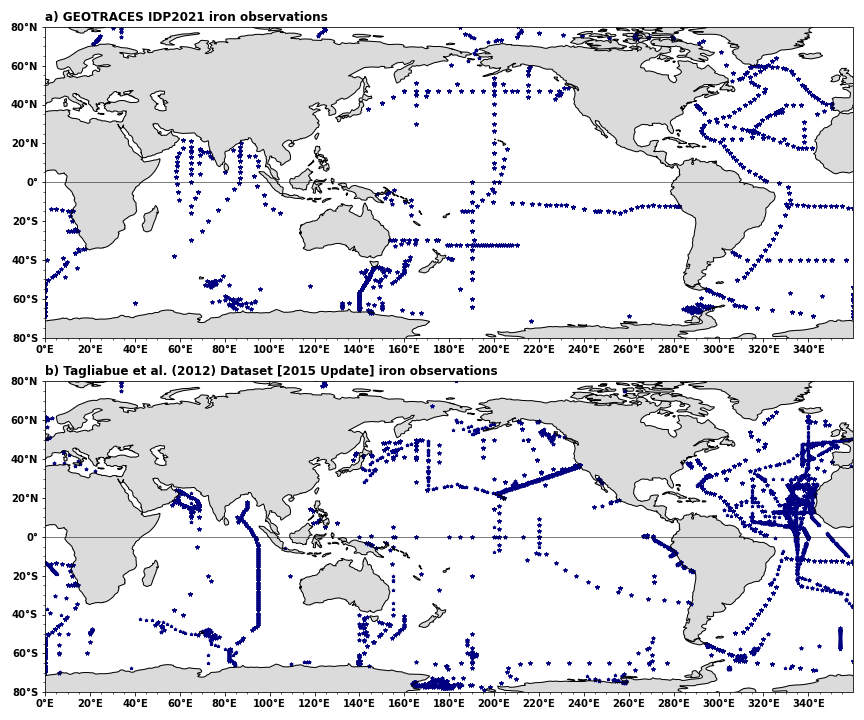 a) GEOTRACES IDP2021 iron observations
80°N
60°N
40°N
20°N
0°
20°S
40°S
60°S
80°S
0°E 20°E 40°E 60°E 80°E 100°E 120°E 140°E 160°E 180°E 200°E 220°E 240°E 260°E 280°E 300°E 320°E 340°E
b) Tagliabue et al. (2012) Dataset [2015 Update] iron observations
80°N
60°N
40°N
20°N
0°
20°S
40°S
60°S
80°S
0°E 20°E 40°E 60°E 80°E 100°E 120°E 140°E 160°E 180°E 200°E 220°E 240°E 260°E 280°E 300°E 320°E 340°E